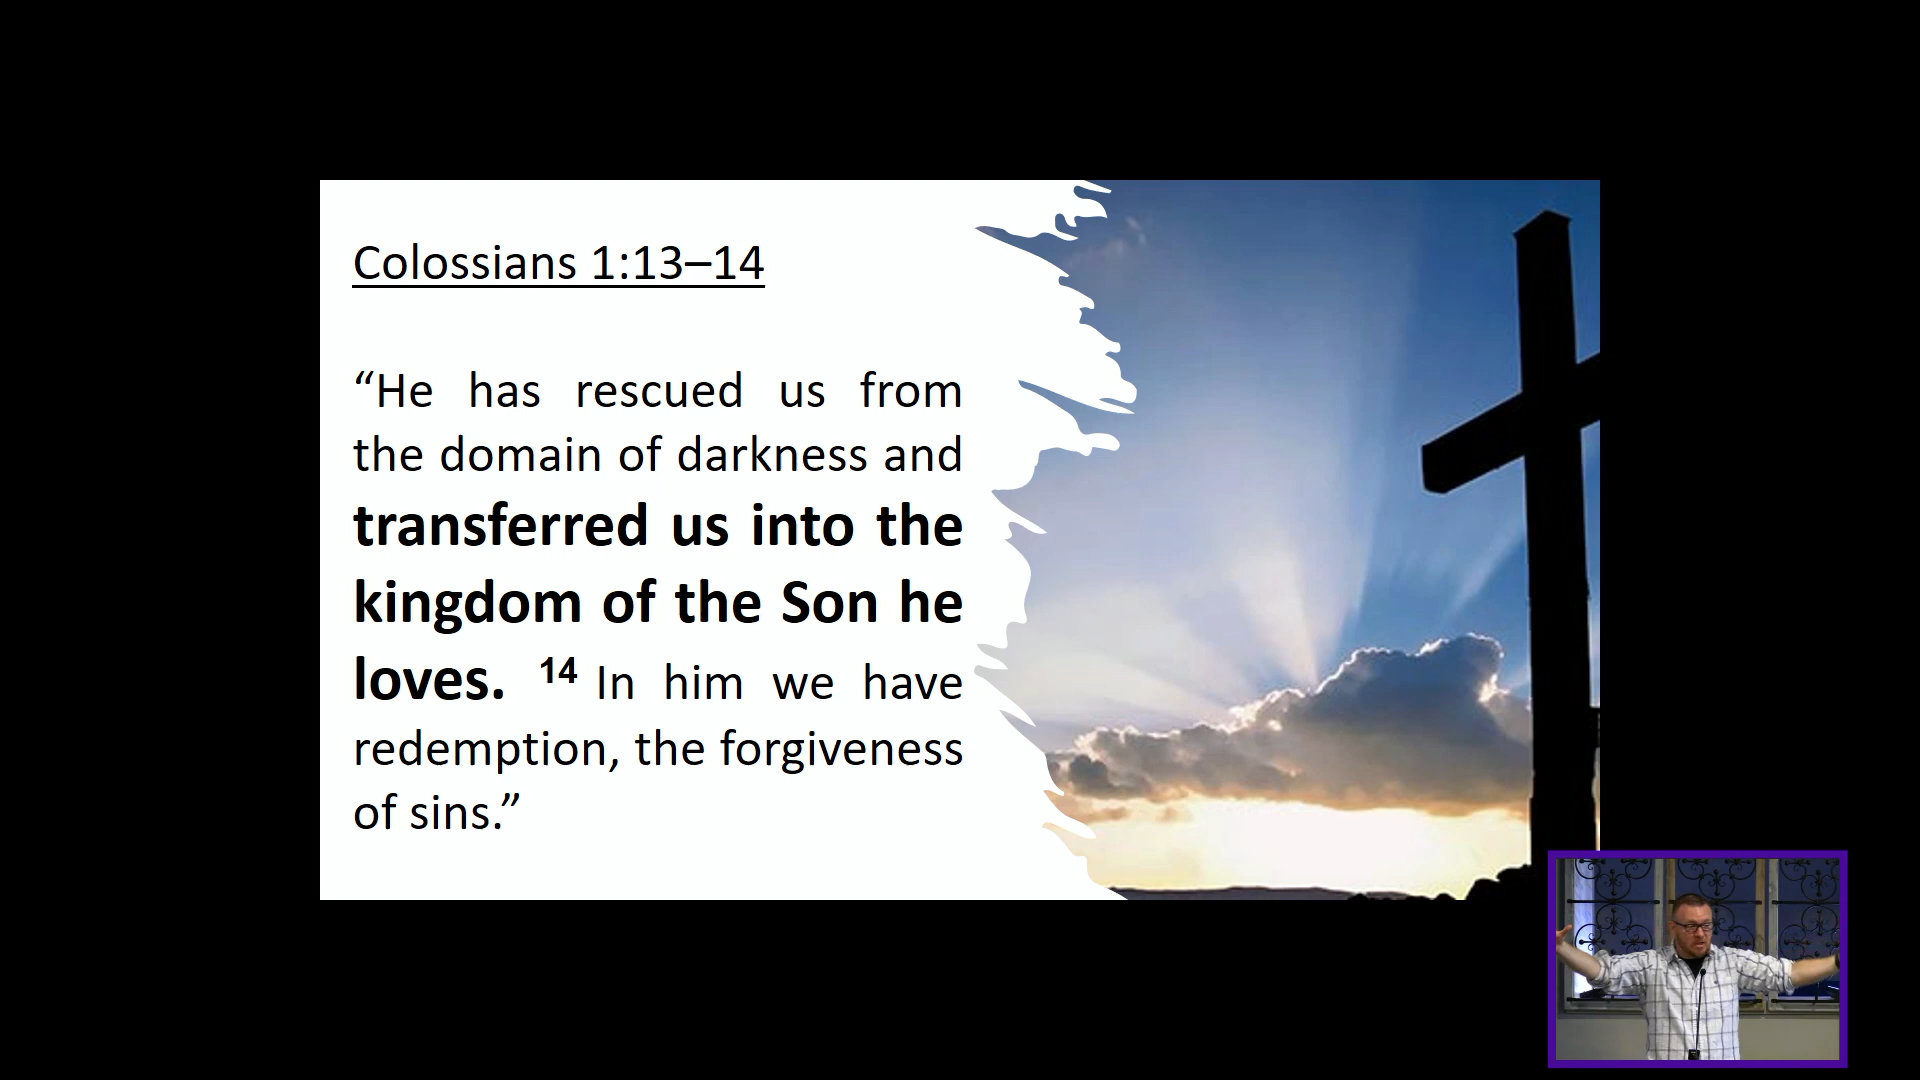 Colossians 1:13–14
“He has rescued us from
the domain of darkness and
transferred us into the
kingdom of the Son he
loves. 14 In him we have
redemption, the forgiveness
of sins.”